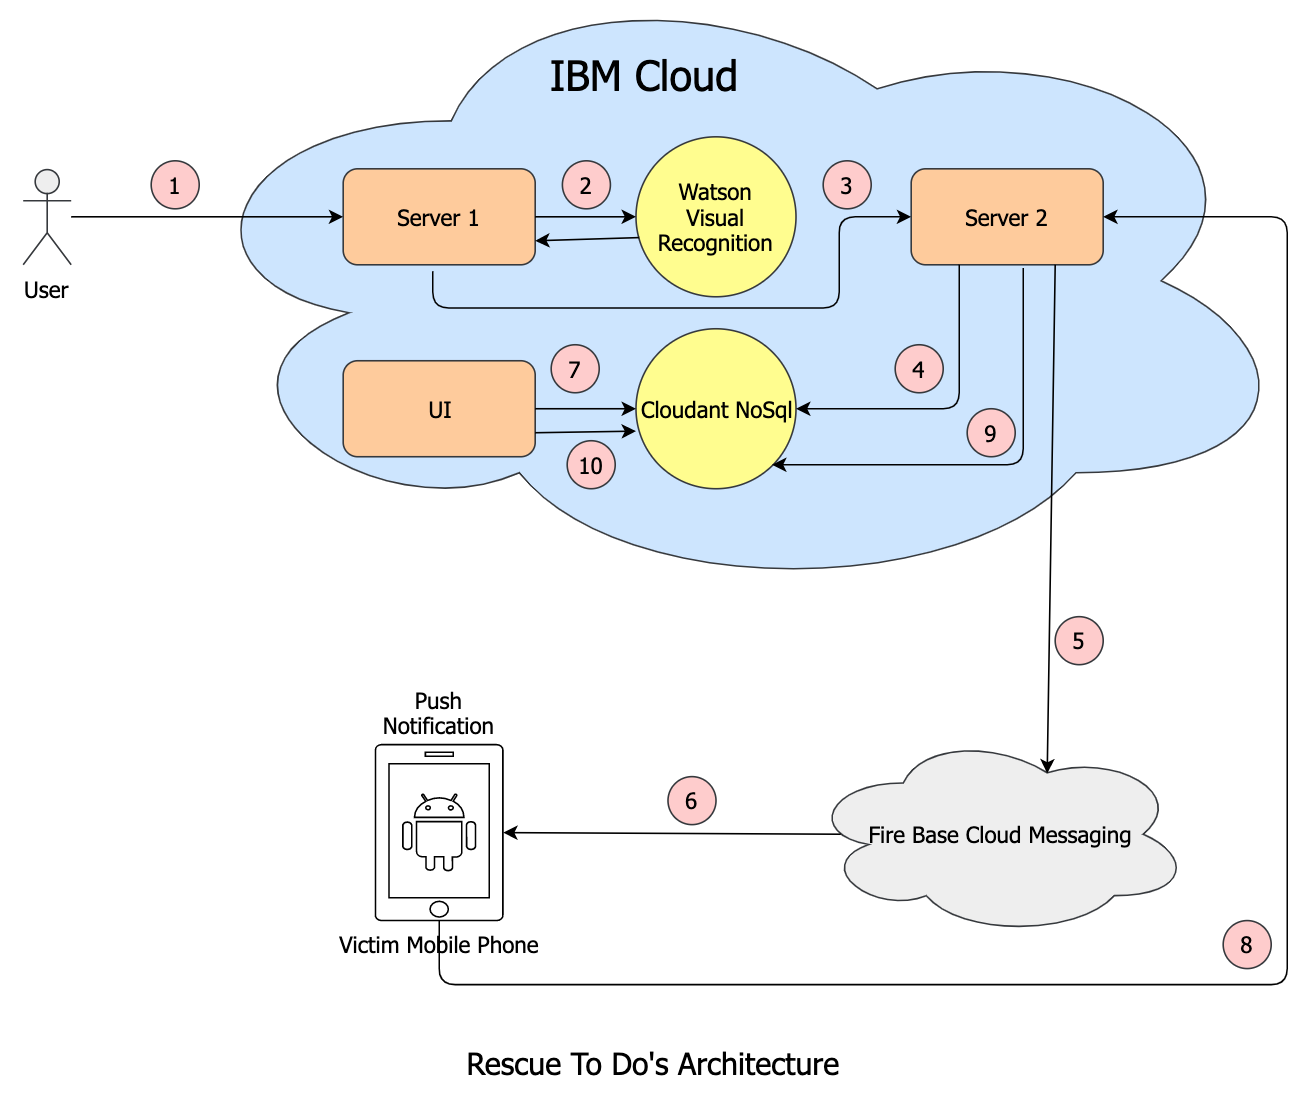 IBM Cloud
1
2
3
User
Server 1
Watson
Visual
Recognition
Server 2
7
4
UI
Cloudant NoSql
9
10
5
Push
Notification
6
Fire Base Cloud Messaging
Victim Mobile Phone
8
Rescue To Do's Architecture